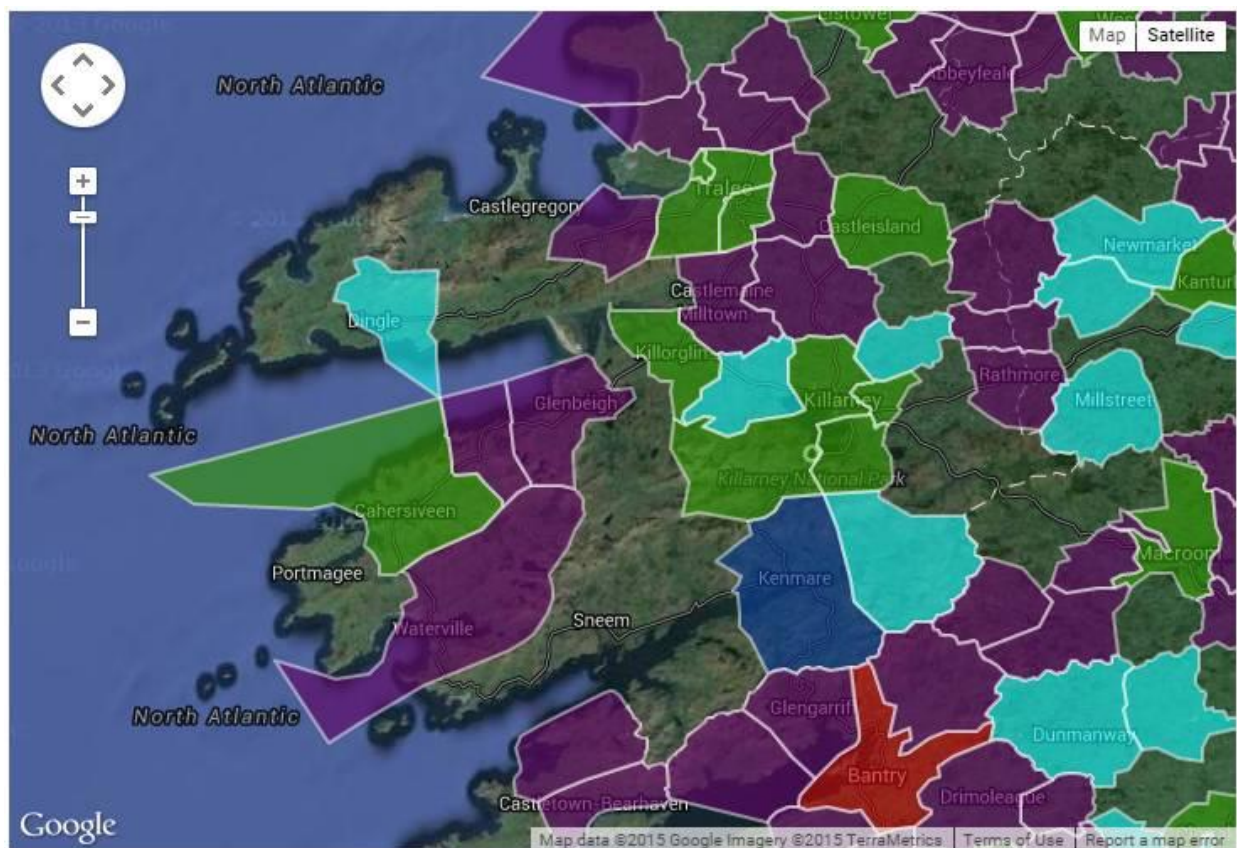 Listowel
Map
Satellite
North Atlantic
Abbeyfeale
Tralee
Castlegregory
Castleisland
Newmarket
Kanturk
Castlemaine
Milltown
Dingle
Killorglin
Rathmore
Killarney
Millstreet
Glenbeigh
North Atlantic
Killarney National Park
Cahersiveen
Macroom
Portmagee
Kenmare
Sneem
Waterville
North Atlantic
Glengarriff
Dunmanway
Bantry
Drimoleague
Castletown-Bearhaven
Google
Map data ©2015 Google Imagery ©2015 TerraMetrics
Terms of Use
Report a map error